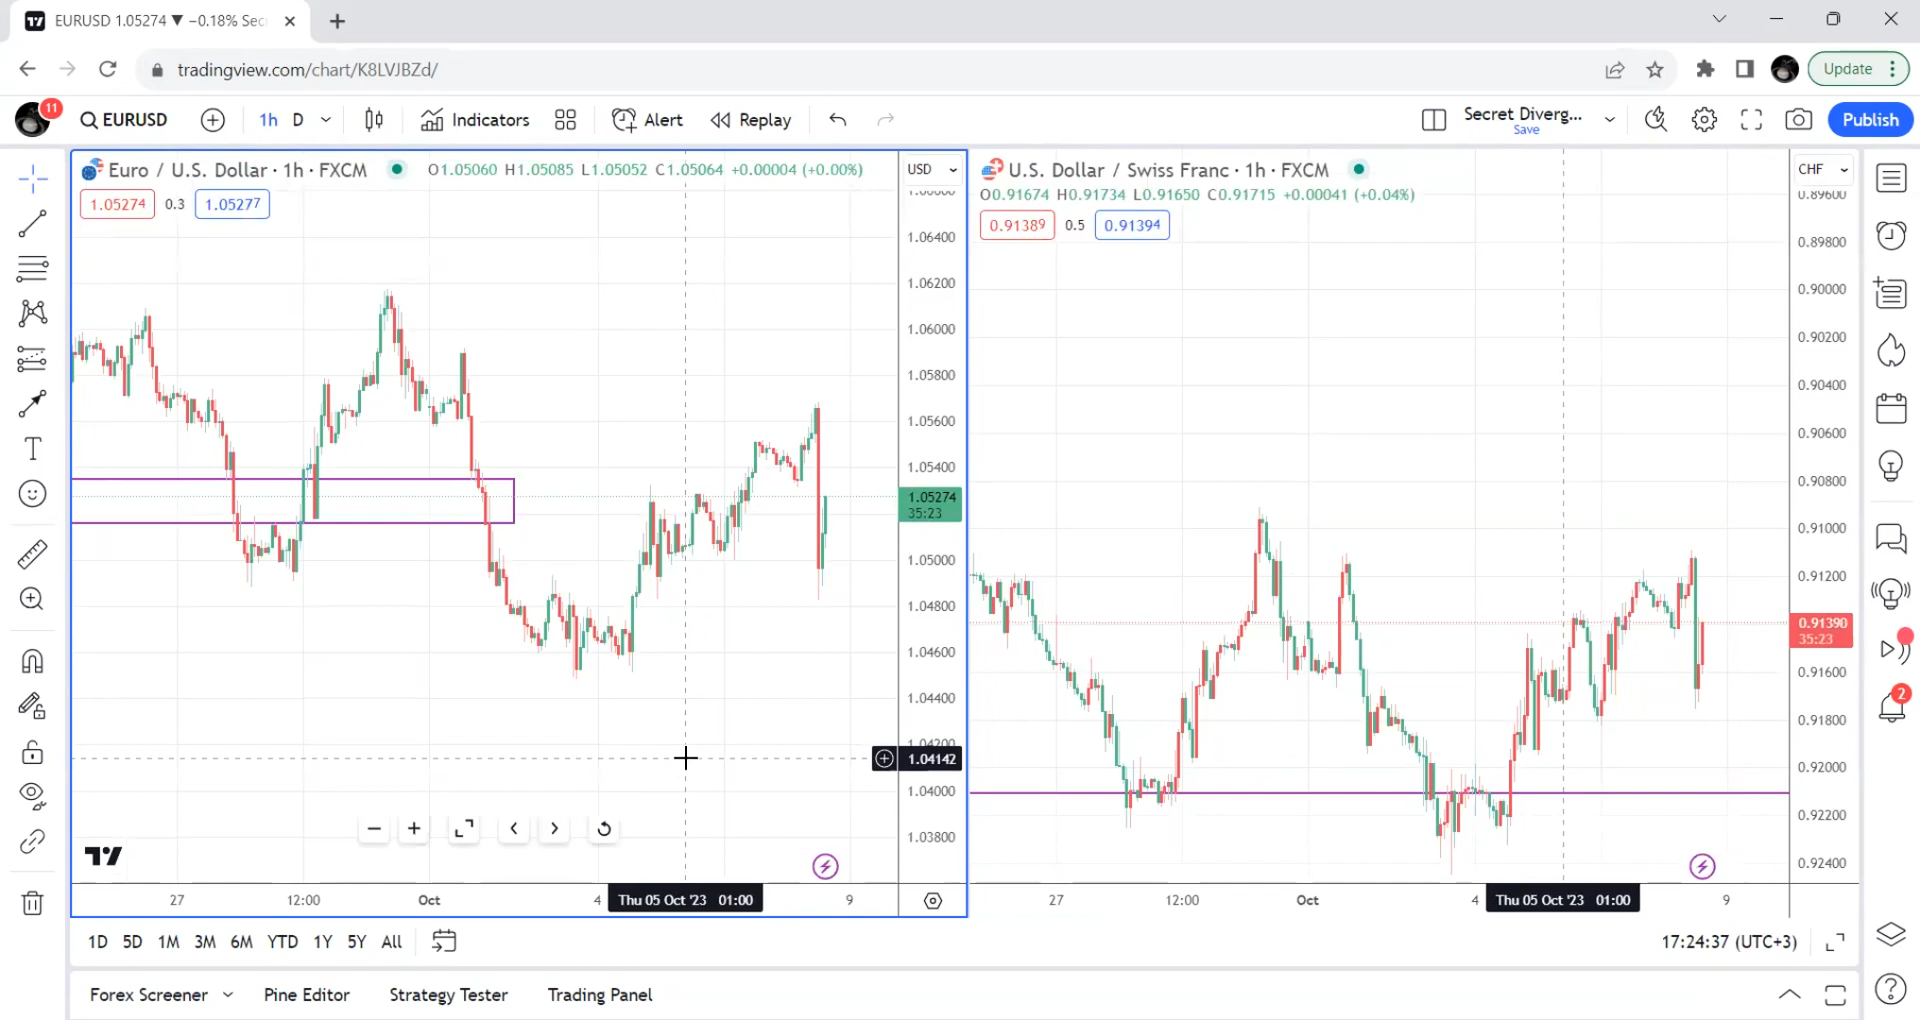 EURUSD 1.05274 ▼ −0.18% Sec
tradingview.com/chart/K8LVJBZd/
Update
11
EURUSD
1h D
Indicators
Alert
Replay
Secret Diverg...
Save
Publish
Euro / U.S. Dollar · 1h · FXCM
O1.05060 H1.05085 L1.05052 C1.05064 +0.00004 (+0.00%)
USD
1.05274 0.3 1.05277
1.06400
1.06200
1.06000
1.05800
1.05600
1.05400
1.05274
35:23
1.05000
1.04800
1.04600
1.04400
1.04200
1.04142
1.04000
1.03800
27 12:00 Oct 4 Thu 05 Oct '23 01:00 9
U.S. Dollar / Swiss Franc · 1h · FXCM
O0.91674 H0.91734 L0.91650 C0.91715 +0.00041 (+0.04%)
CHF
0.91389 0.5 0.91394
0.89600
0.89800
0.90000
0.90200
0.90400
0.90600
0.90800
0.91000
0.91200
0.91390
35:23
0.91600
0.91800
0.92000
0.92200
0.92400
27 12:00 Oct 4 Thu 05 Oct '23 01:00 9
2
1D 5D 1M 3M 6M YTD 1Y 5Y All
17:24:37 (UTC+3)
Forex Screener Pine Editor Strategy Tester Trading Panel